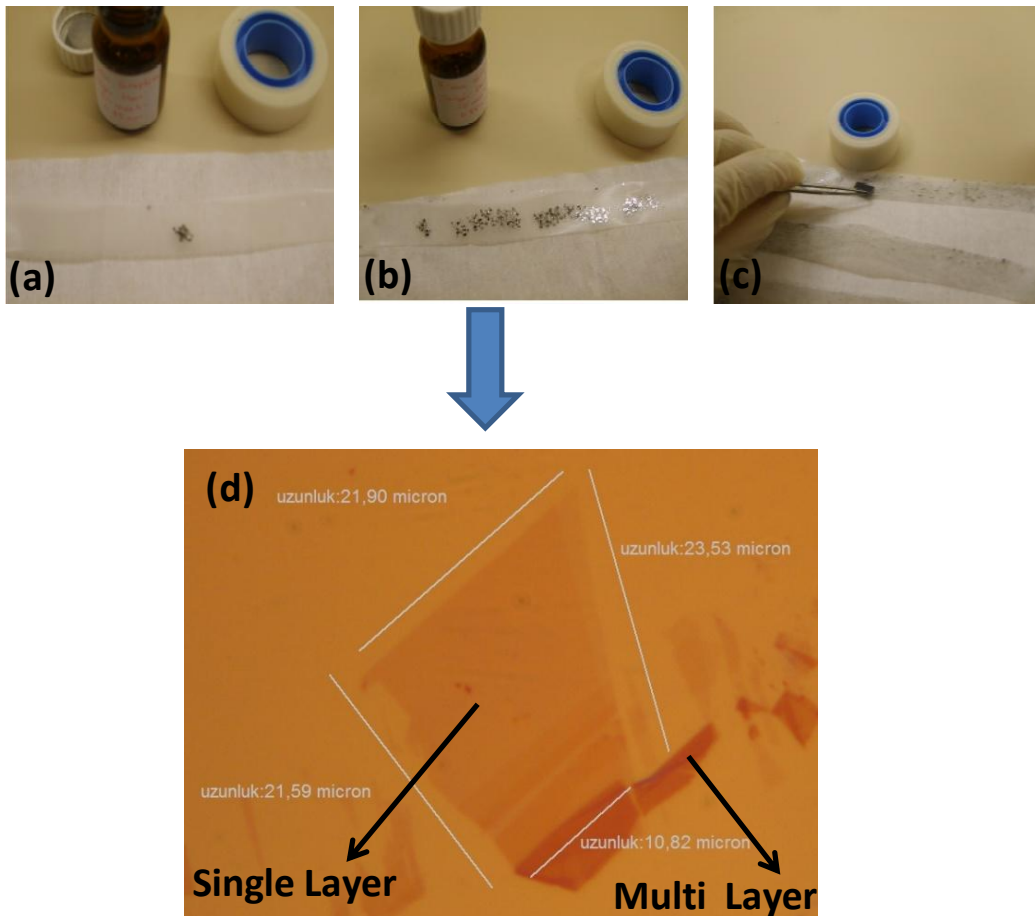 (a)
(b)
(c)
(d)
uzunluk:21,90 micron
uzunluk:23,53 micron
uzunluk:21,59 micron
uzunluk:10,82 micron
Single Layer
Multi Layer